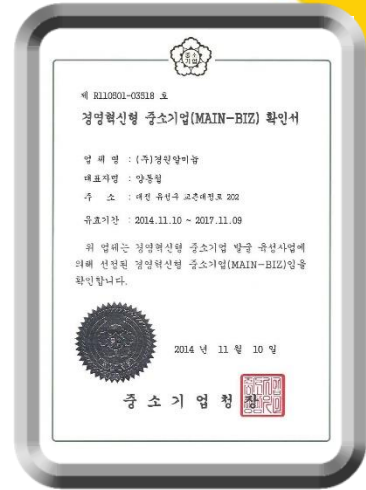 중소
기업
제 R110501-03518 호
경영혁신형 중소기업(MAIN-BIZ) 확인서
업 체 명 : (주)경원알미늄
대표자명 : 양동철
주 소 : 대전 유성구 교촌대정로 202
유효기간 : 2014.11.10 ~ 2017.11.09
위 업체는 경영혁신형 중소기업 발굴 육성사업에
의해 선정된 경영혁신형 중소기업(MAIN-BIZ)임을
확인합니다.
2014 년 11 월 10 일
중 소 기 업 청 장